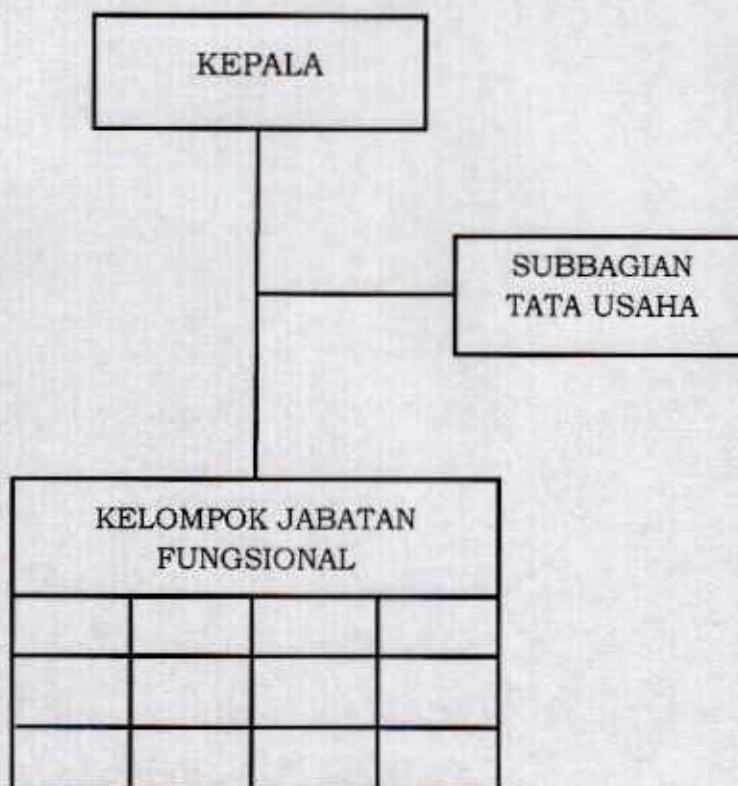 KEPALA
SUBBAGIAN
TATA USAHA
KELOMPOK JABATAN
FUNGSIONAL